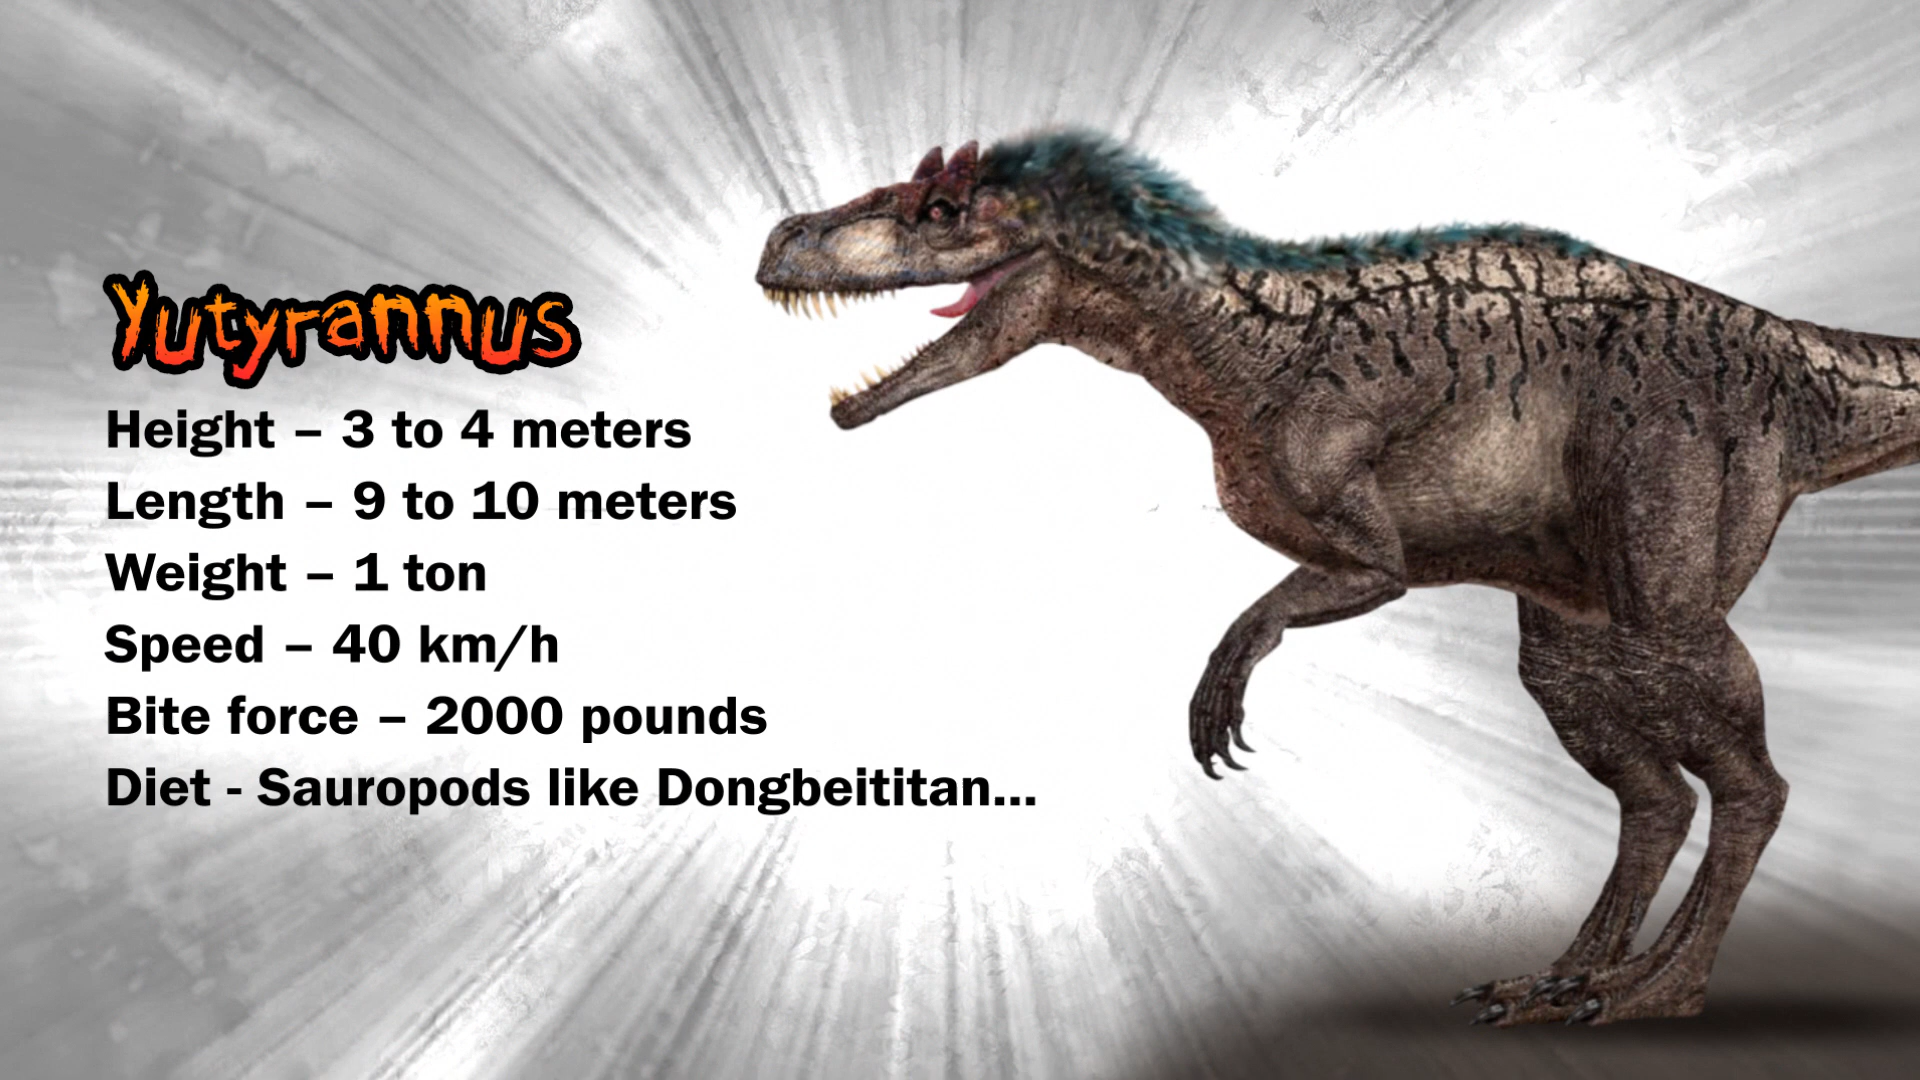 Yutyrannus
Height – 3 to 4 meters
Length – 9 to 10 meters
Weight – 1 ton
Speed – 40 km/h
Bite force – 2000 pounds
Diet - Sauropods like Dongbeititan...